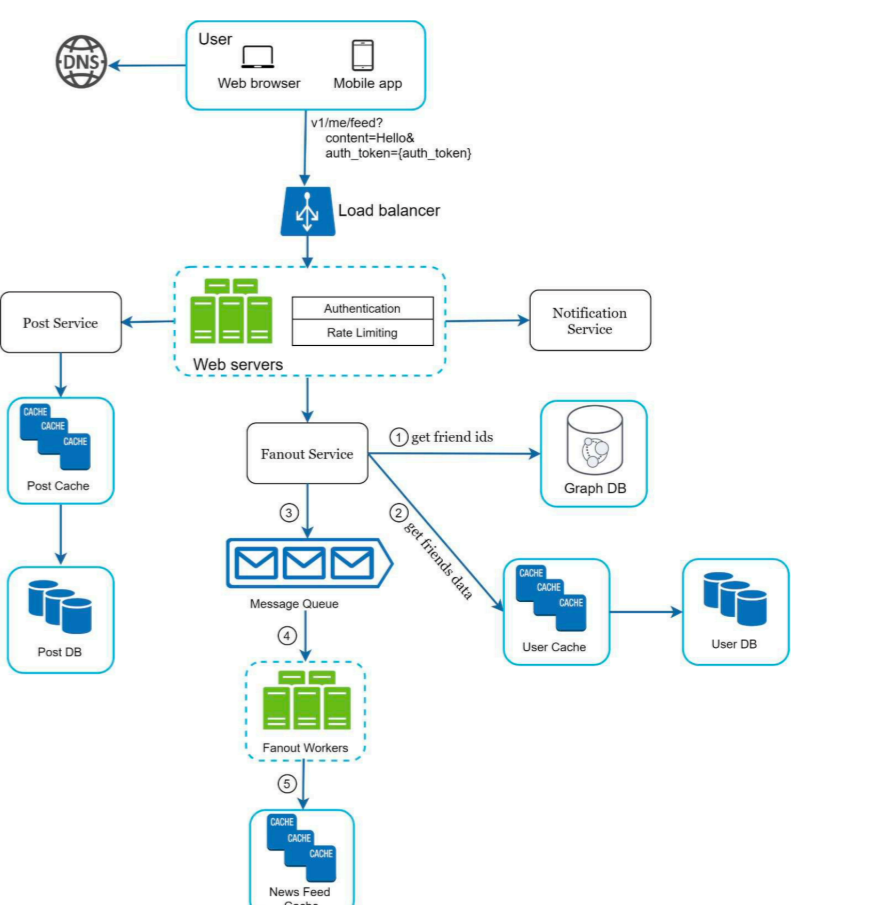 User
DNS
Web browser
Mobile app
v1/me/feed?
content=Hello&
auth_token={auth_token}
Load balancer
Post Service
Authentication
Rate Limiting
Web servers
Notification
Service
CACHE
CACHE
CACHE
Post Cache
Fanout Service
1 get friend ids
Graph DB
2 get friends data
3
Message Queue
Post DB
CACHE
CACHE
CACHE
User Cache
User DB
4
Fanout Workers
5
CACHE
CACHE
CACHE
News Feed
Cache